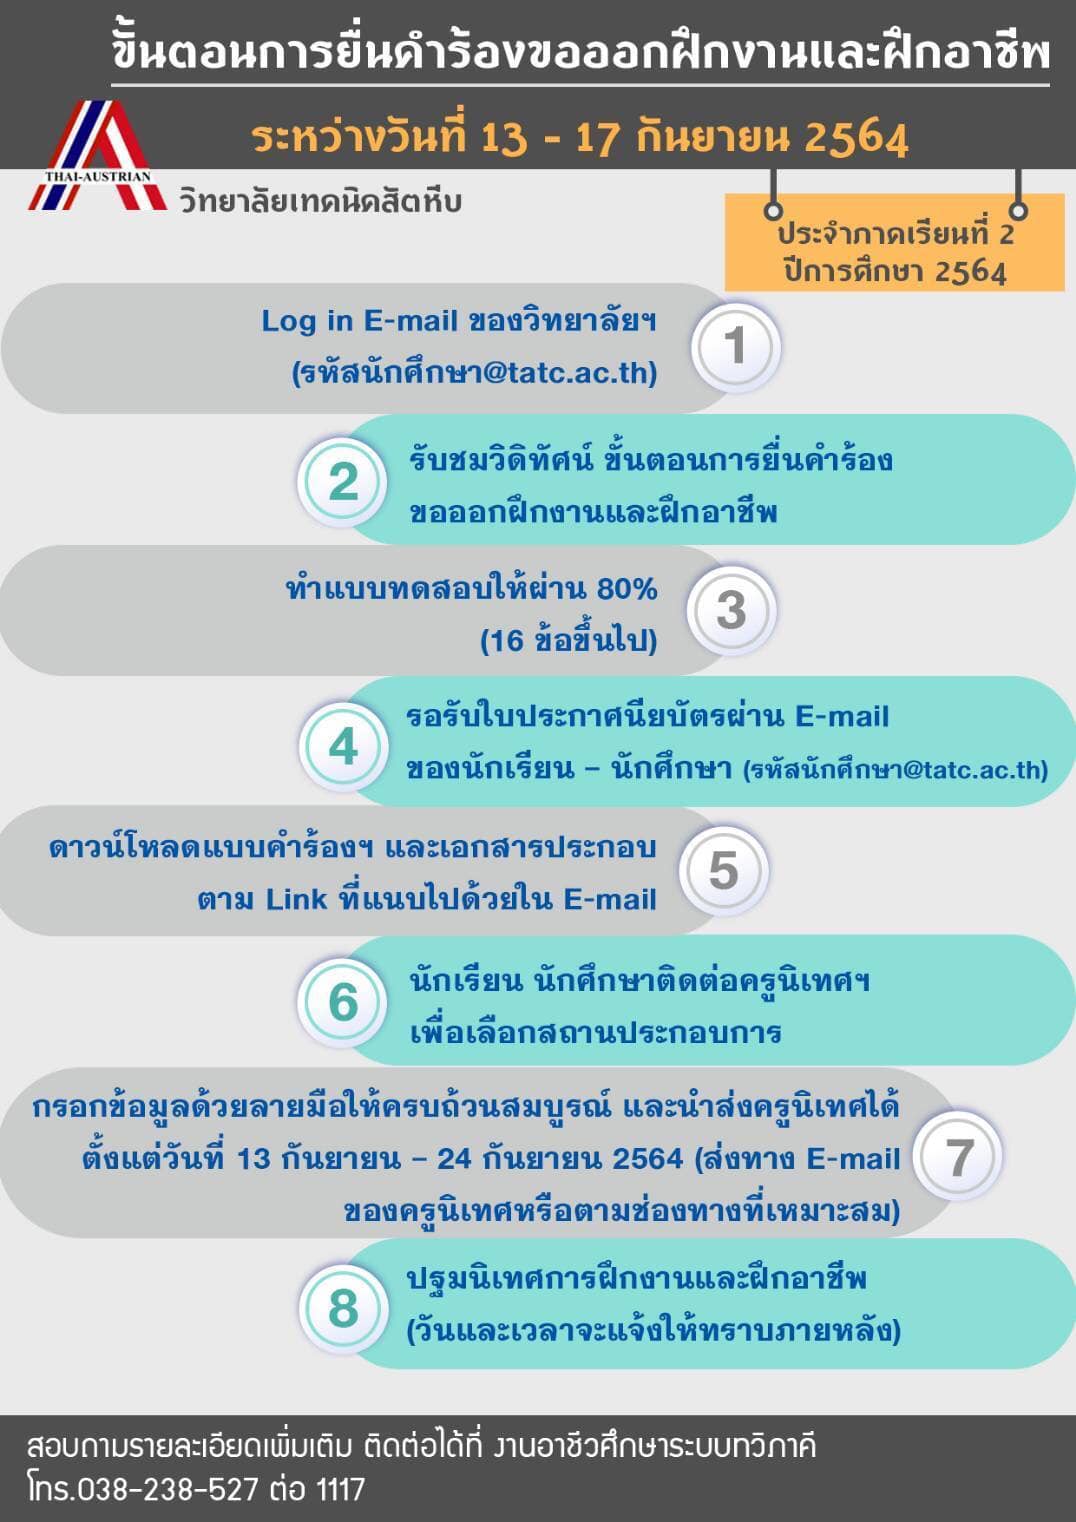 ขั้นตอนการยื่นคำร้องขอออกฝึกงานและฝึกอาชีพ
ระหว่างวันที่ 13 - 17 กันยายน 2564
THAI-AUSTRIAN
วิทยาลัยเทคนิคสัตหีบ
ประจำภาคเรียนที่ 2
ปีการศึกษา 2564
Log in E-mail ของวิทยาลัยฯ
(รหัสนักศึกษา@tatc.ac.th)
1
2
รับชมวิดิทัศน์ ขั้นตอนการยื่นคำร้อง
ขอออกฝึกงานและฝึกอาชีพ
ทำแบบทดสอบให้ผ่าน 80%
(16 ข้อขึ้นไป)
3
4
รอรับใบประกาศนียบัตรผ่าน E-mail
ของนักเรียน – นักศึกษา (รหัสนักศึกษา@tatc.ac.th)
ดาวน์โหลดแบบคำร้องฯ และเอกสารประกอบ
ตาม Link ที่แนบไปด้วยใน E-mail
5
6
นักเรียน นักศึกษาติดต่อครูนิเทศฯ
เพื่อเลือกสถานประกอบการ
กรอกข้อมูลด้วยลายมือให้ครบถ้วนสมบูรณ์ และนำส่งครูนิเทศได้
ตั้งแต่วันที่ 13 กันยายน – 24 กันยายน 2564 (ส่งทาง E-mail
ของครูนิเทศหรือตามช่องทางที่เหมาะสม)
7
8
ปฐมนิเทศการฝึกงานและฝึกอาชีพ
(วันและเวลาจะแจ้งให้ทราบภายหลัง)
สอบถามรายละเอียดเพิ่มเติม ติดต่อได้ที่ งานอาชีวศึกษาระบบทวิภาคี
โทร.038-238-527 ต่อ 1117